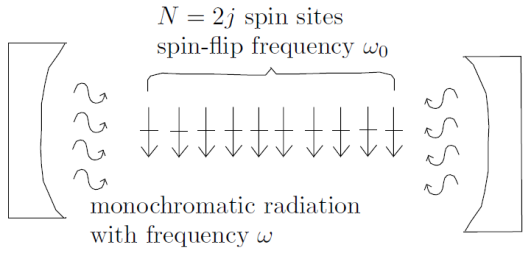 N = 2j spin sites
spin-flip frequency ω₀
monochromatic radiation
with frequency ω